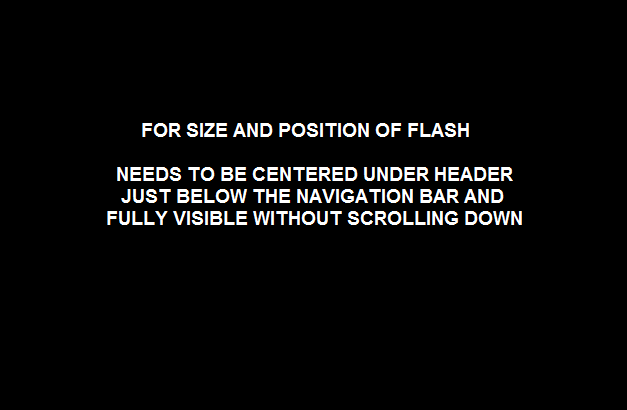 FOR SIZE AND POSITION OF FLASH
NEEDS TO BE CENTERED UNDER HEADER
JUST BELOW THE NAVIGATION BAR AND
FULLY VISIBLE WITHOUT SCROLLING DOWN